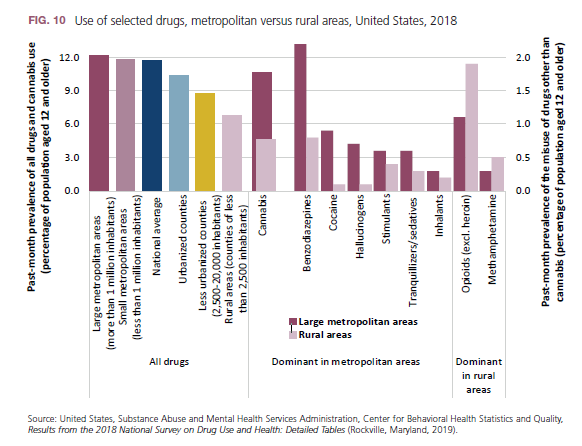 FIG. 10 Use of selected drugs, metropolitan versus rural areas, United States, 2018
Past-month prevalence of all drugs and cannabis use
(percentage of population aged 12 and older)
12.0
9.0
6.0
3.0
0.0
2.0
1.5
1.0
0.5
0.0
Past-month prevalence of the misuse of drugs other than
cannabis (percentage of population aged 12 and older)
Large metropolitan areas
(more than 1 million inhabitants)
Small metropolitan areas
(less than 1 million inhabitants)
National average
Urbanized counties
Less urbanized counties
(2,500-20,000 inhabitants)
Rural areas (counties of less
than 2,500 inhabitants)
Cannabis
Benzodiazepines
Cocaine
Hallucinogens
Stimulants
Tranquillizers/sedatives
Inhalants
Opioids (excl. heroin)
Methamphetamine
Large metropolitan areas
Rural areas
All drugs
Dominant in metropolitan areas
Dominant
in rural
areas
Source: United States, Substance Abuse and Mental Health Services Administration, Center for Behavioral Health Statistics and Quality,
Results from the 2018 National Survey on Drug Use and Health: Detailed Tables (Rockville, Maryland, 2019).